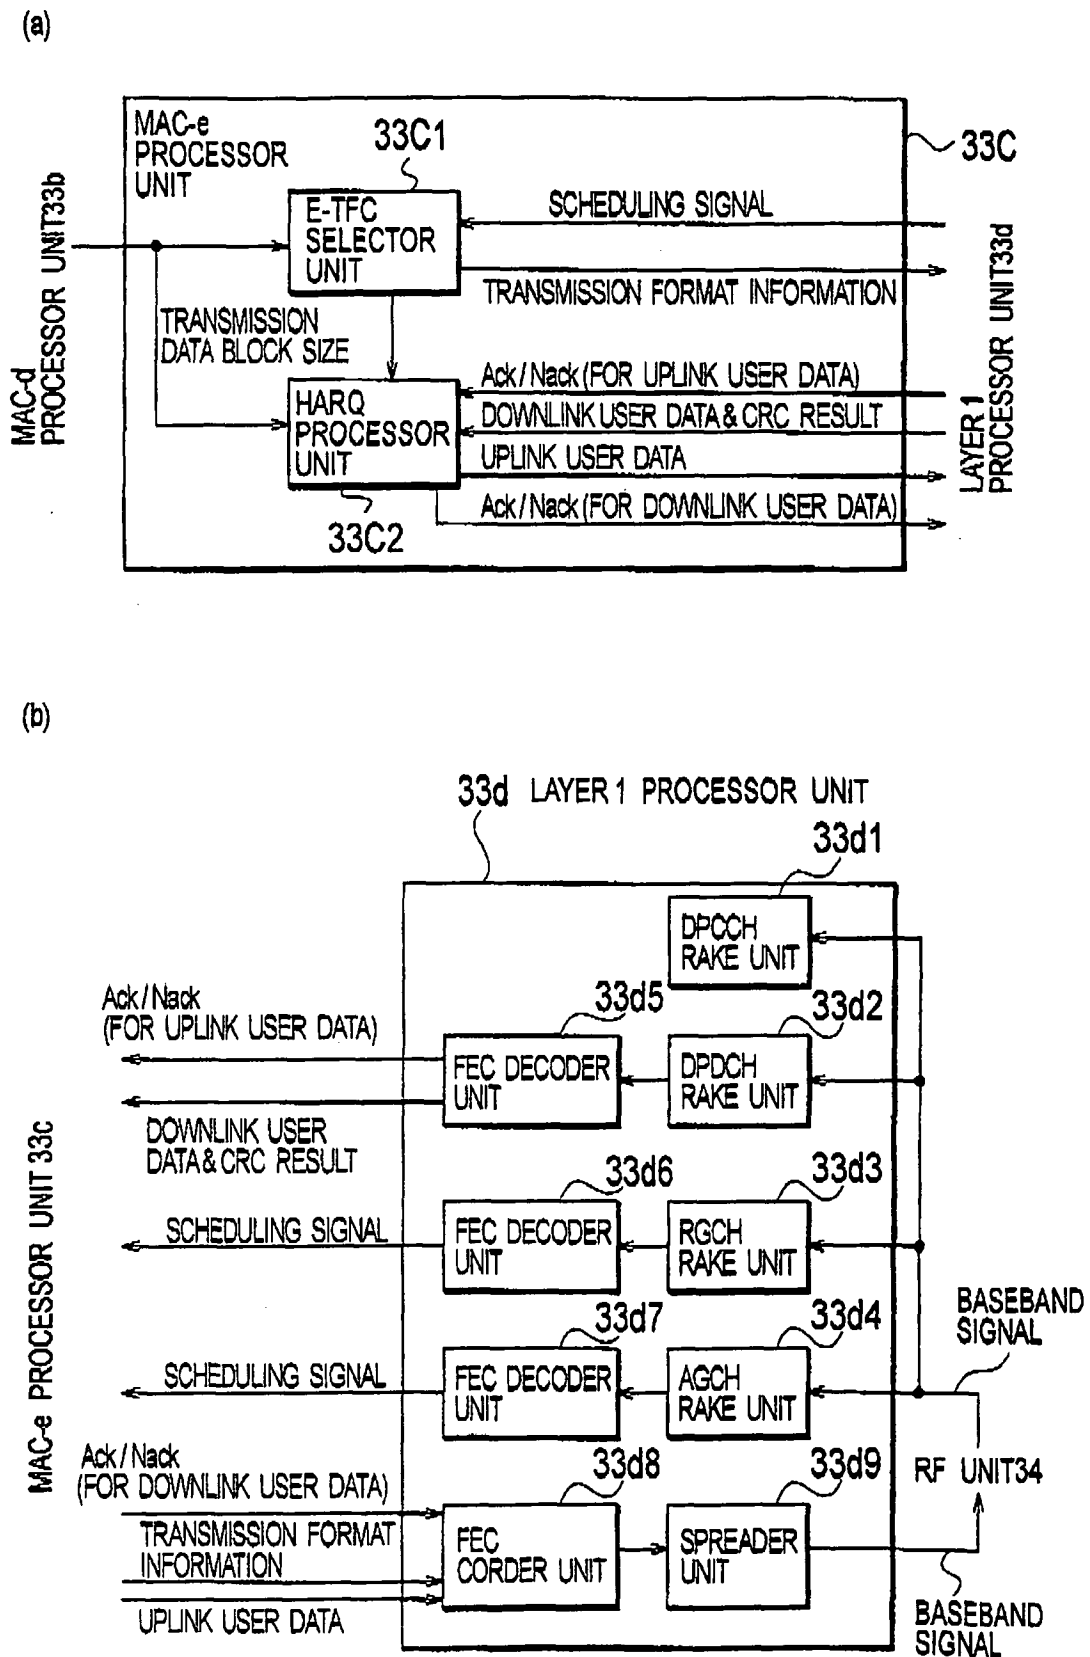 (a)
MAC-e
PROCESSOR
UNIT
33C1
33C
E-TFC
SELECTOR
UNIT
SCHEDULING SIGNAL
TRANSMISSION FORMAT INFORMATION
MAC-d
PROCESSOR UNIT33b
TRANSMISSION
DATA BLOCK SIZE
HARQ
PROCESSOR
UNIT
33C2
Ack / Nack (FOR UPLINK USER DATA)
DOWNLINK USER DATA & CRC RESULT
UPLINK USER DATA
Ack / Nack (FOR DOWNLINK USER DATA)
LAYER 1
PROCESSOR UNIT33d
(b)
33d LAYER 1 PROCESSOR UNIT
33d1
DPCCH
RAKE UNIT
Ack / Nack
(FOR UPLINK USER DATA)
33d5
33d2
FEC DECODER
UNIT
DPDCH
RAKE UNIT
DOWNLINK USER
DATA & CRC RESULT
33d6
33d3
SCHEDULING SIGNAL
FEC DECODER
UNIT
RGCH
RAKE UNIT
MAC-e PROCESSOR UNIT 33c
33d7
33d4
BASEBAND
SIGNAL
SCHEDULING SIGNAL
FEC DECODER
UNIT
AGCH
RAKE UNIT
Ack / Nack
(FOR DOWNLINK USER DATA)
33d8
33d9
RF UNIT34
TRANSMISSION FORMAT
INFORMATION
FEC
CORDER UNIT
SPREADER
UNIT
UPLINK USER DATA
BASEBAND
SIGNAL